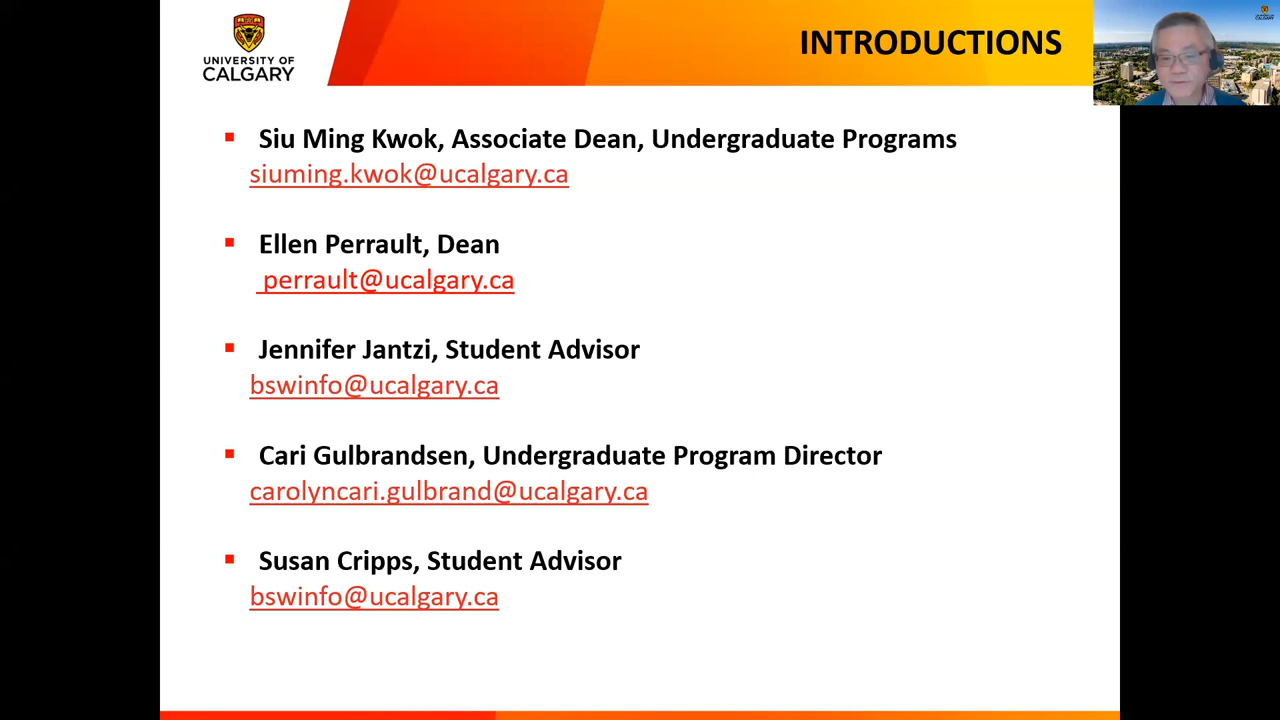 UNIVERSITY OF
CALGARY
INTRODUCTIONS
Siu Ming Kwok, Associate Dean, Undergraduate Programs
siuming.kwok@ucalgary.ca
Ellen Perrault, Dean
perrault@ucalgary.ca
Jennifer Jantzi, Student Advisor
bswinfo@ucalgary.ca
Cari Gulbrandsen, Undergraduate Program Director
carolyncari.gulbrand@ucalgary.ca
Susan Cripps, Student Advisor
bswinfo@ucalgary.ca